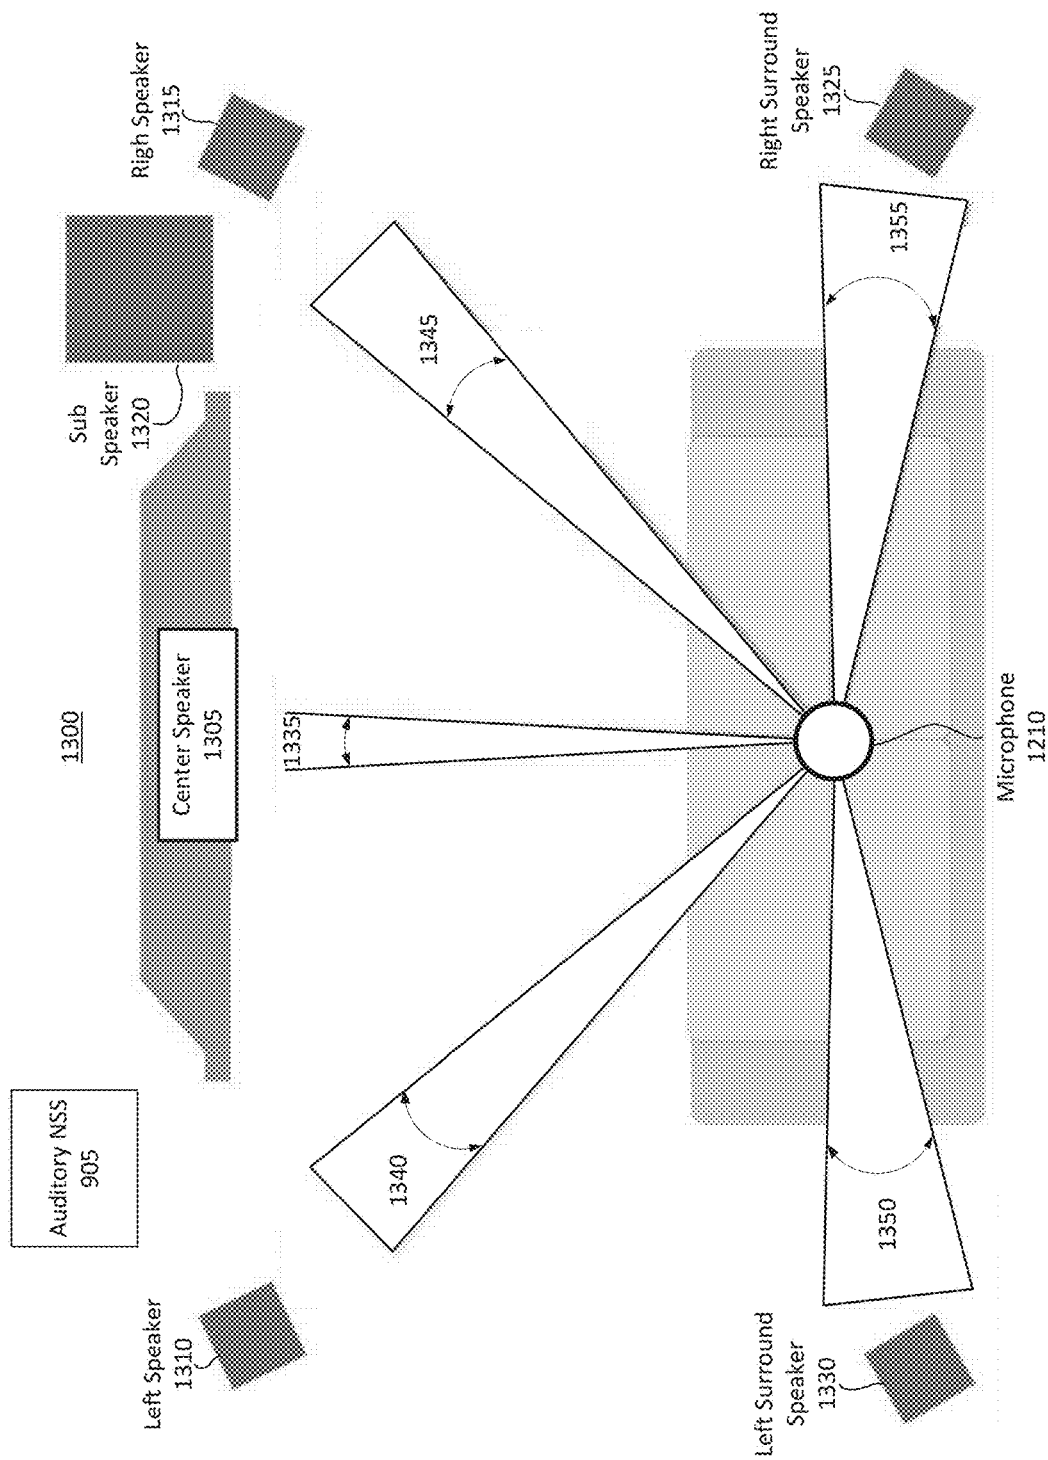 1300
Auditory NSS
905
Sub
Speaker
1320
Left Speaker
1310
Center Speaker
1305
Righ Speaker
1315
1340
1335
1345
Left Surround
Speaker
1330
1350
1355
Right Surround
Speaker
1325
Microphone
1210